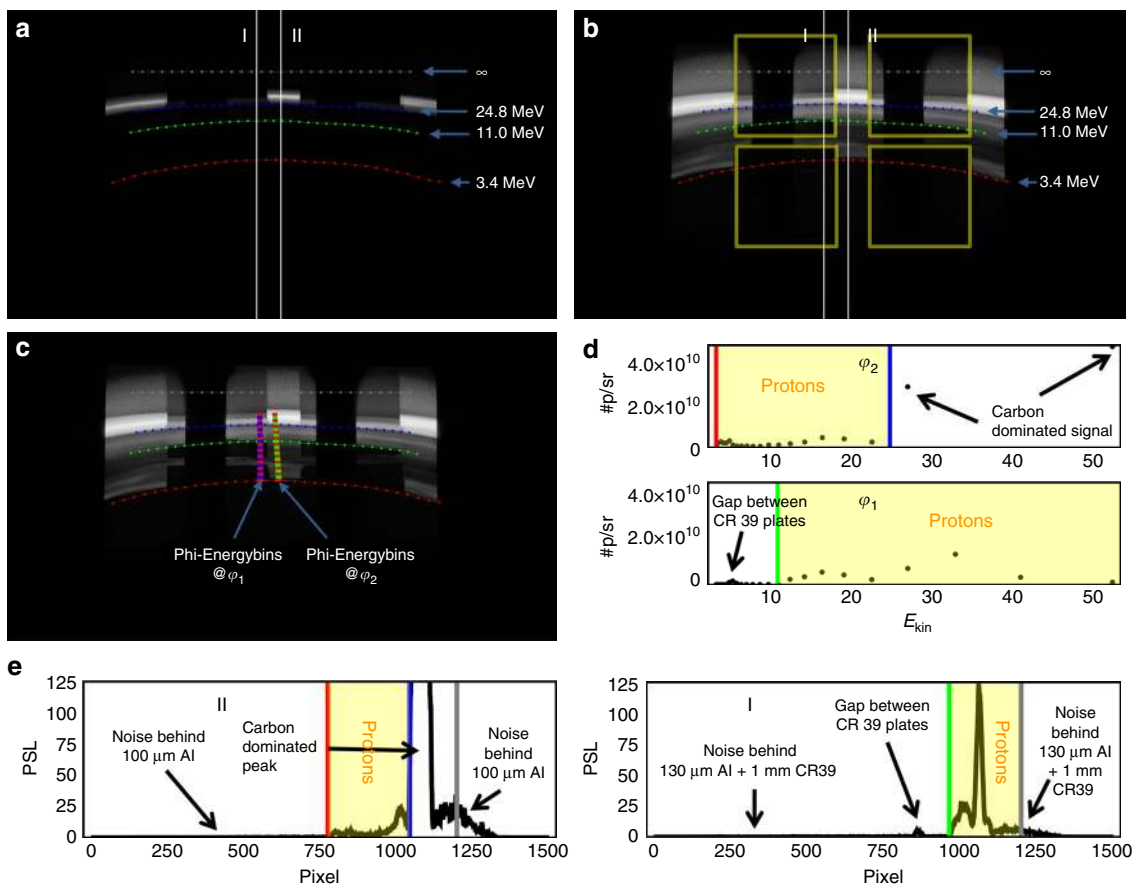 a
I
II
∞
24.8 MeV
11.0 MeV
3.4 MeV
b
I
II
∞
24.8 MeV
11.0 MeV
3.4 MeV
c
Phi-Energybins
@φ1
Phi-Energybins
@φ2
d
4.0×10^10
2.0×10^10
0
#p/sr
Protons
φ2
Carbon
dominated signal
10
20
30
40
50
4.0×10^10
2.0×10^10
0
#p/sr
Gap between
CR 39 plates
φ1
Protons
10
20
30
40
50
Ekin
e
125
100
75
50
25
0
PSL
II
Noise behind
100 μm Al
Carbon
dominated
peak
Protons
Noise
behind
100 μm Al
0
250
500
750
1000
1250
1500
Pixel
125
100
75
50
25
0
PSL
I
Noise behind
130 μm Al + 1 mm CR39
Gap between
CR 39 plates
Protons
Noise
behind
130 μm Al
+ 1 mm
CR39
0
250
500
750
1000
1250
1500
Pixel